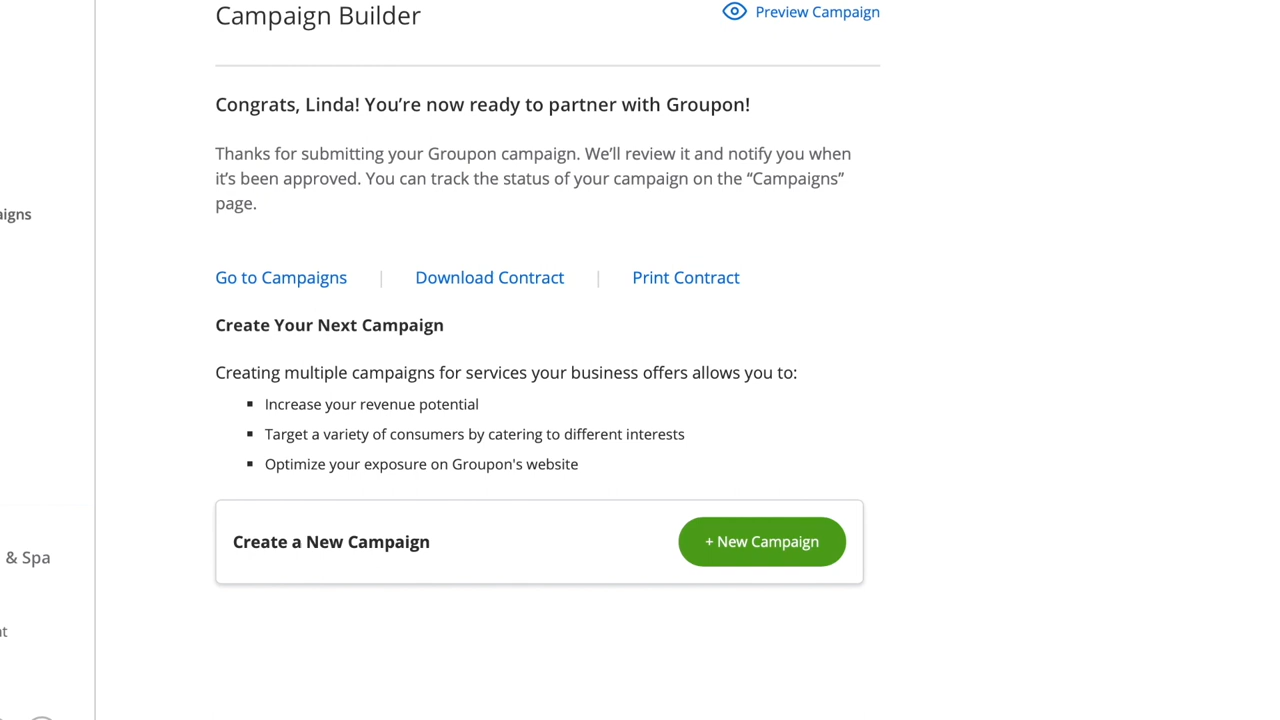 Campaign Builder
Preview Campaign
Congrats, Linda! You’re now ready to partner with Groupon!
Thanks for submitting your Groupon campaign. We’ll review it and notify you when
it’s been approved. You can track the status of your campaign on the “Campaigns”
page.
aigns
Go to Campaigns | Download Contract | Print Contract
Create Your Next Campaign
Creating multiple campaigns for services your business offers allows you to:
▪ Increase your revenue potential
▪ Target a variety of consumers by catering to different interests
▪ Optimize your exposure on Groupon's website
Create a New Campaign
+ New Campaign
& Spa